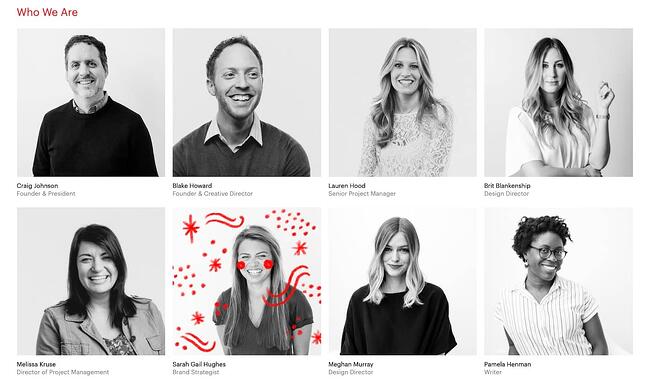 Who We Are
Craig Johnson
Founder & President
Blake Howard
Founder & Creative Director
Lauren Hood
Senior Project Manager
Brit Blankenship
Design Director
Melissa Kruse
Director of Project Management
Sarah Gail Hughes
Brand Strategist
Meghan Murray
Design Director
Pamela Henman
Writer